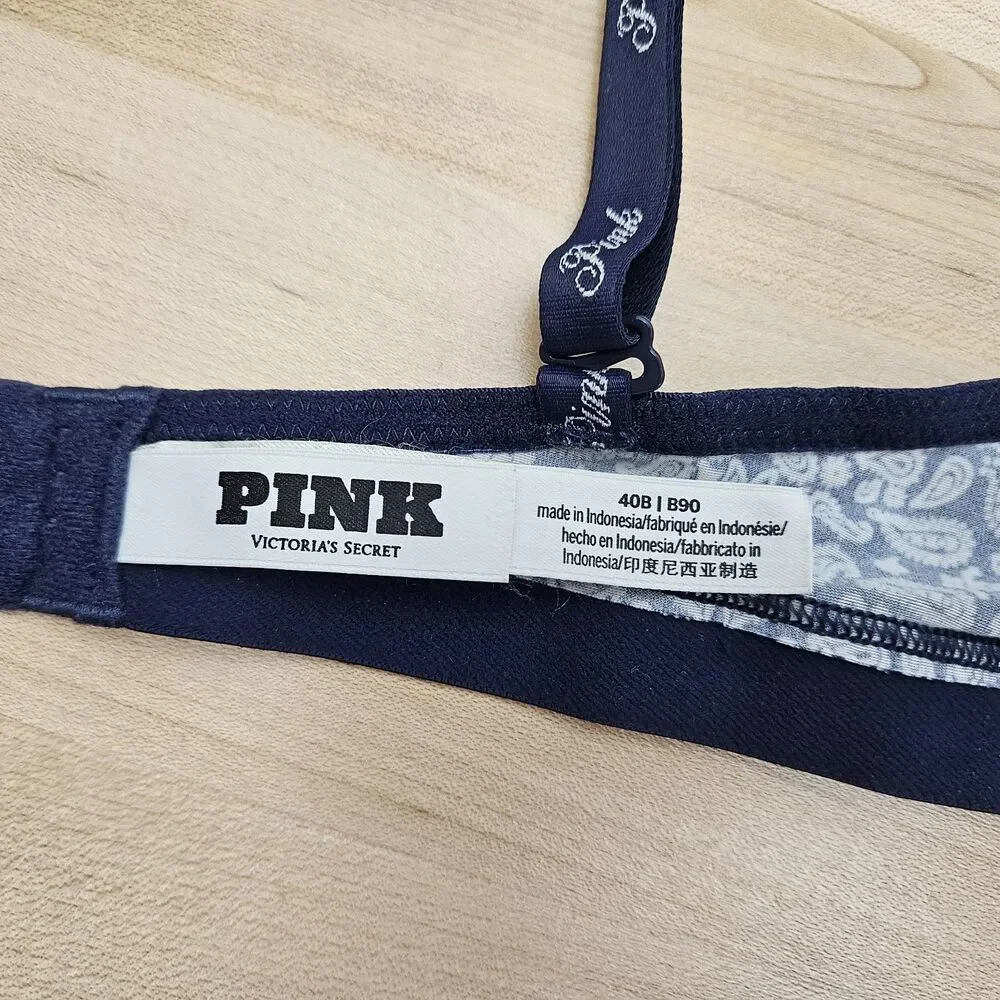 Pink
PINK
VICTORIA'S SECRET
40B | B90
made in Indonesia/fabriqué en Indonésie/
hecho en Indonesia/fabbricato in
Indonesia/印度尼西亚制造